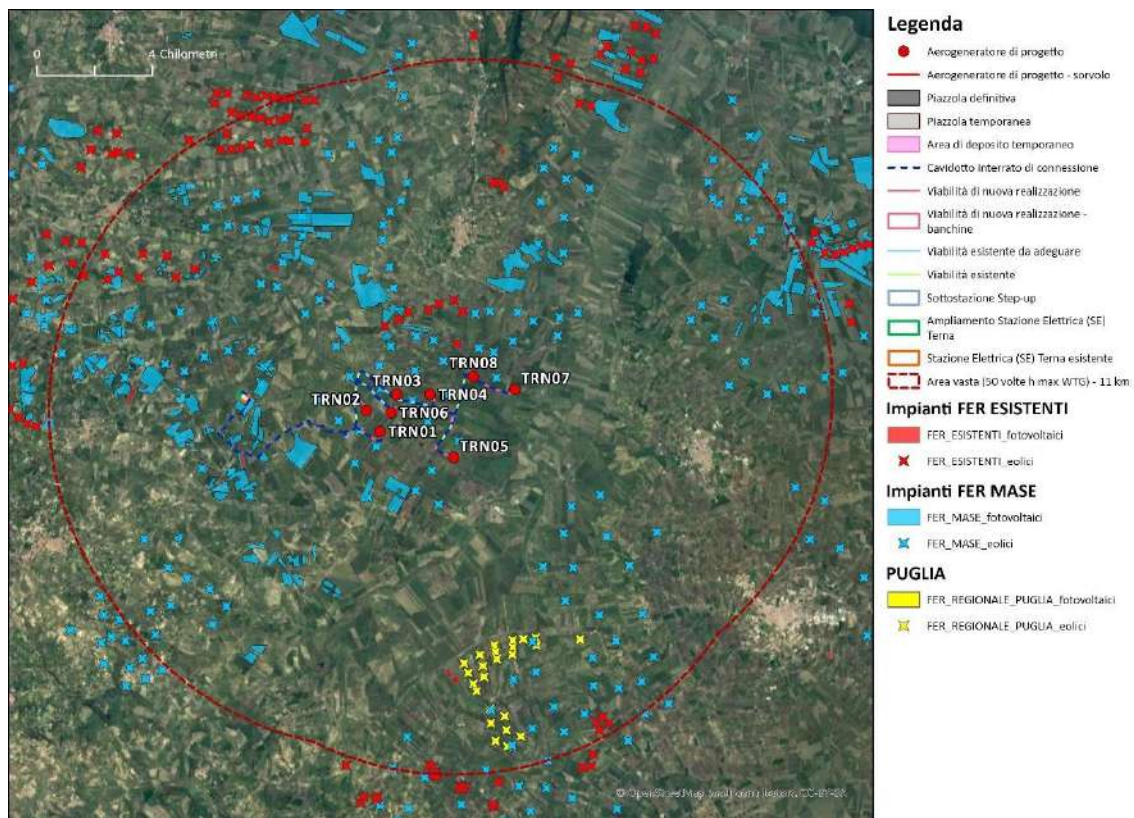 0 4 Chilometri
TRN08
TRN07
TRN03
TRN04
TRN02
TRN06
TRN01
TRN05
Legenda
Aerogeneratore di progetto
Aerogeneratore di progetto - sorvolo
Piazzola definitiva
Piazzola temporanea
Area di deposito temporaneo
Cavidotto interrato di connessione
Viabilità di nuova realizzazione
Viabilità di nuova realizzazione -
banchine
Viabilità esistente da adeguare
Viabilità esistente
Sottostazione Step-up
Ampliamento Stazione Elettrica (SE)
Terna
Stazione Elettrica (SE) Terna esistente
Area vasta (50 volte h max WTG) - 11 km
Impianti FER ESISTENTI
FER_ESISTENTI_fotovoltaici
FER_ESISTENTI_eolici
Impianti FER MASE
FER_MASE_fotovoltaici
FER_MASE_eolici
PUGLIA
FER_REGIONALE_PUGLIA_fotovoltaici
FER_REGIONALE_PUGLIA_eolici
© OpenStreetMap